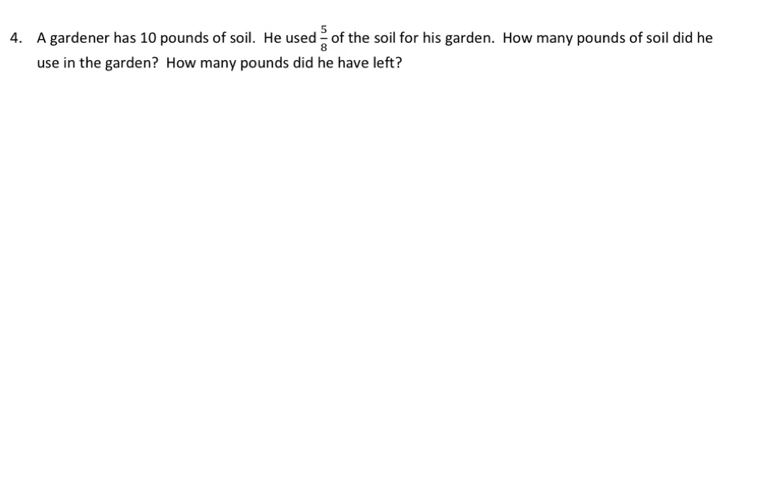 4. A gardener has 10 pounds of soil. He used 5/8 of the soil for his garden. How many pounds of soil did he
use in the garden? How many pounds did he have left?